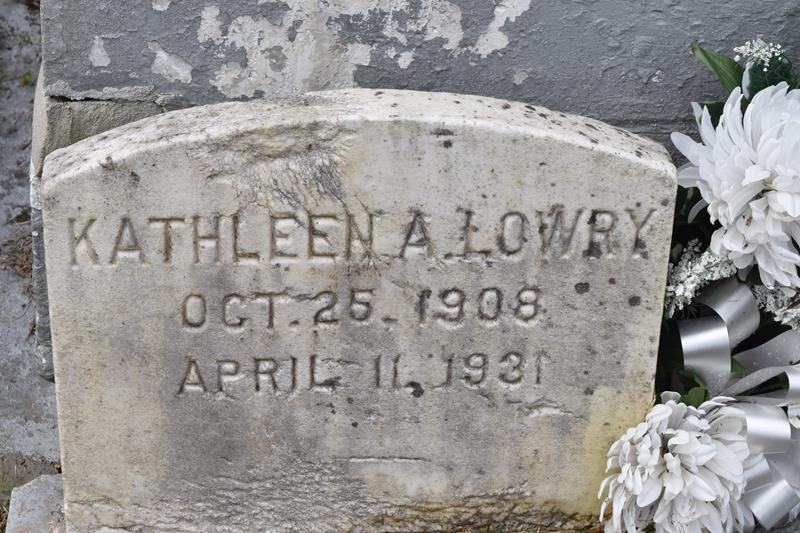 KATHLEEN A. LOWRY
OCT. 25, 1908
APRIL 11, 1931